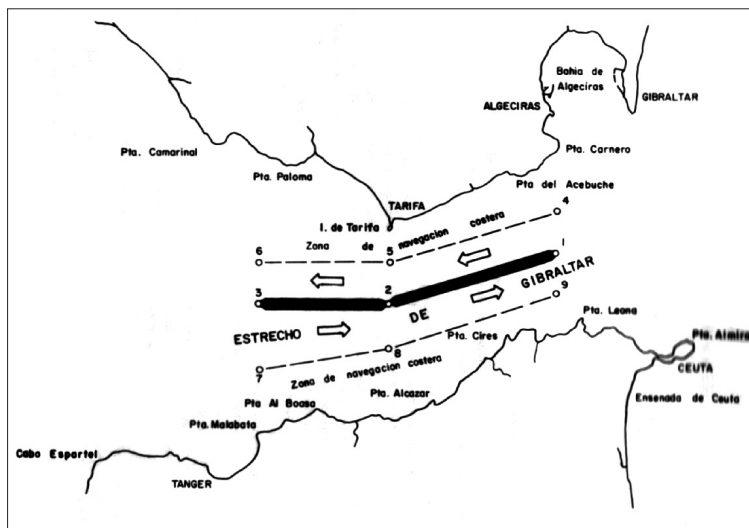 Bahia de
Algeciras
ALGECIRAS
GIBRALTAR
Pta. Camarinal
Pta. Carnero
Pta. Paloma
Pta del Acebuche
TARIFA
4
I. de Tarifa
6
Zona de
5
navegacion costera
1
3
2
GIBRALTAR
9
DE
ESTRECHO
Pta. Leona
Pta. Cires
Pta. Almina
8
7
Zona de navegacion costera
CEUTA
Pta. Alcazar
Pta Al Boasa
Ensenada de Ceuta
Pta. Malabata
Cabo Espartel
TANGER